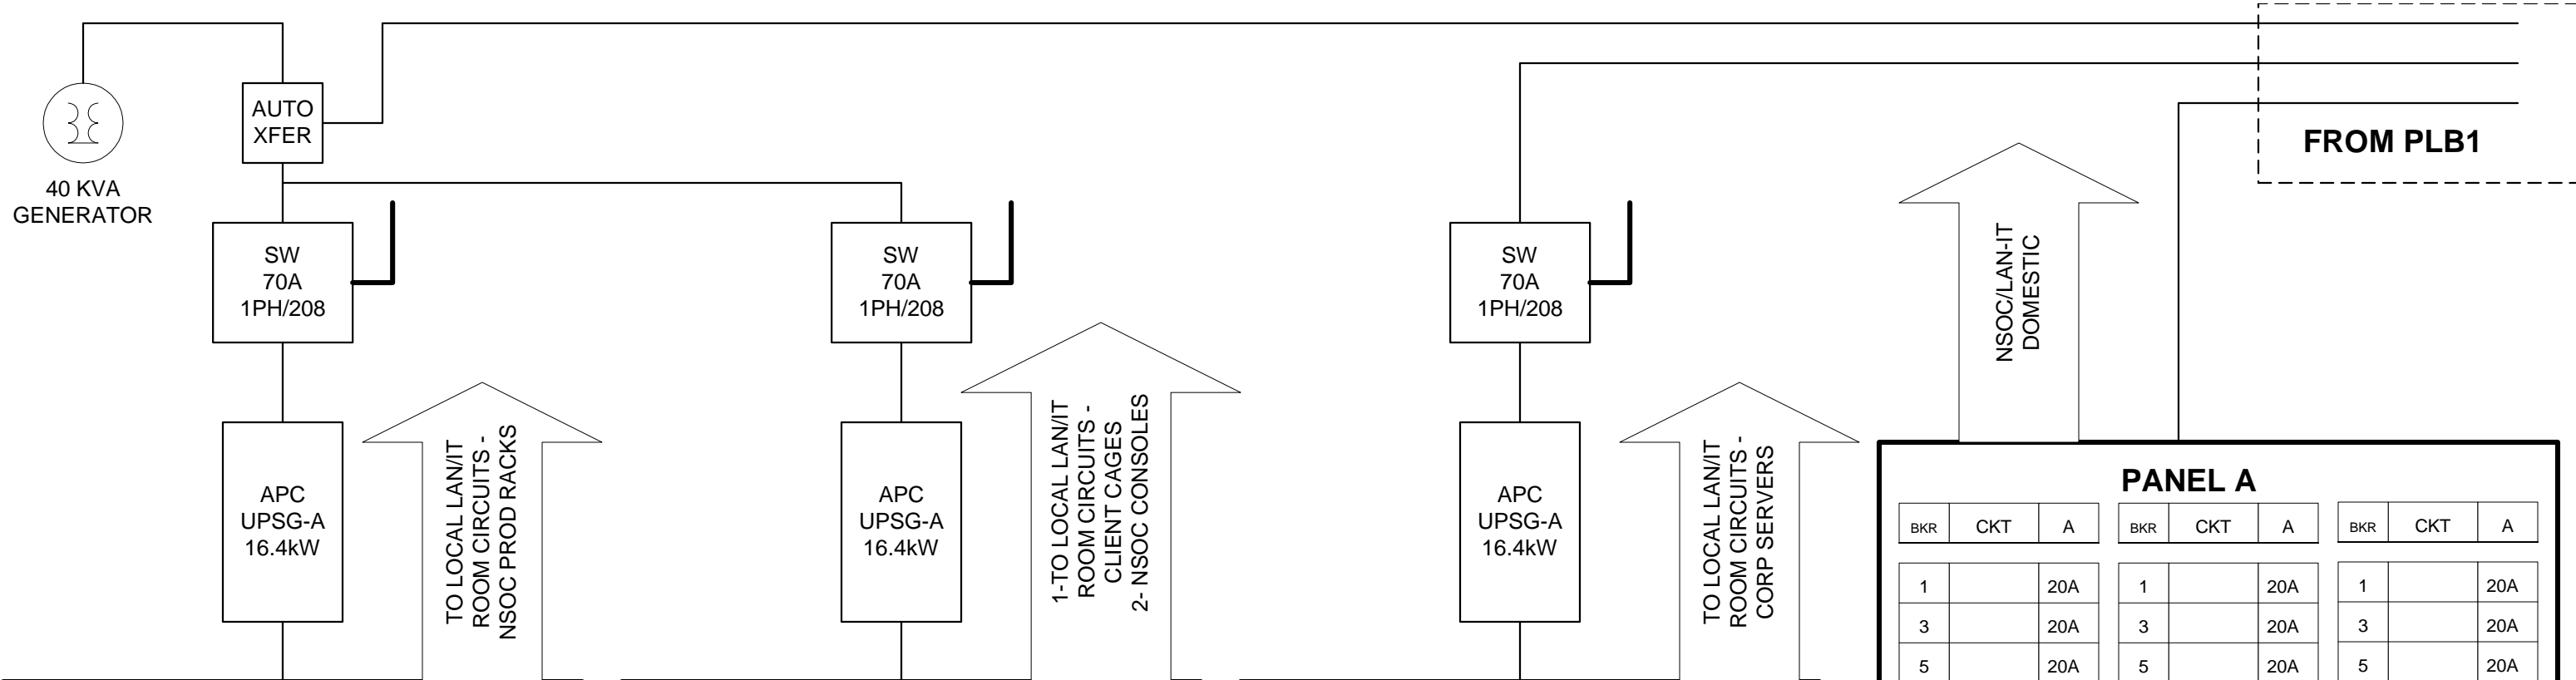 AUTO
XFER
FROM PLB1
40 KVA
GENERATOR
SW
70A
1PH/208
SW
70A
1PH/208
SW
70A
1PH/208
NSOC/LAN-IT
DOMESTIC
APC
UPSG-A
16.4kW
TO LOCAL LAN/IT
ROOM CIRCUITS -
NSOC PROD RACKS
APC
UPSG-A
16.4kW
1-TO LOCAL LAN/IT
ROOM CIRCUITS -
CLIENT CAGES
2- NSOC CONSOLES
APC
UPSG-A
16.4kW
TO LOCAL LAN/IT
ROOM CIRCUITS -
CORP SERVERS
PANEL A
BKR CKT A BKR CKT A BKR CKT A
1 20A 1 20A 1 20A
3 20A 3 20A 3 20A
5 20A 5 20A 5 20A